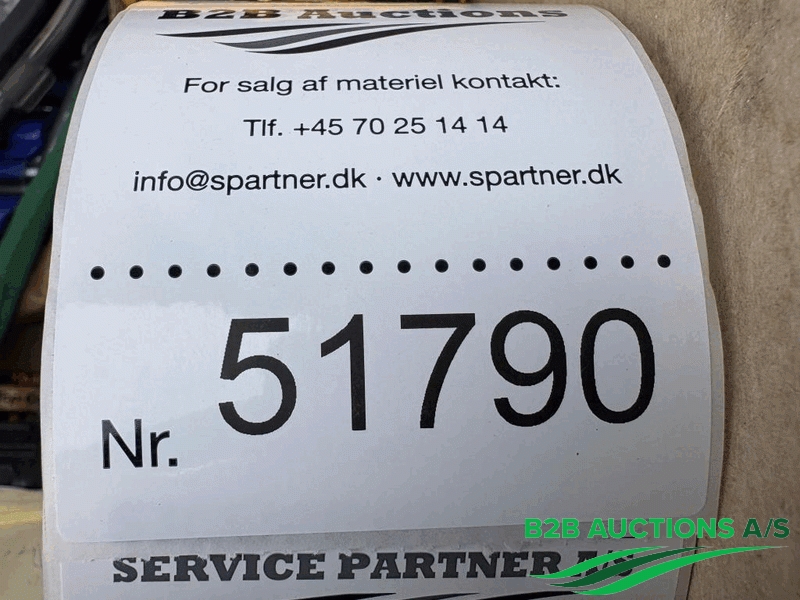 B2B Auctions
For salg af materiel kontakt:
Tlf. +45 70 25 14 14
info@spartner.dk · www.spartner.dk
Nr. 51790
B2B AUCTIONS A/S
SERVICE PARTNER A/S